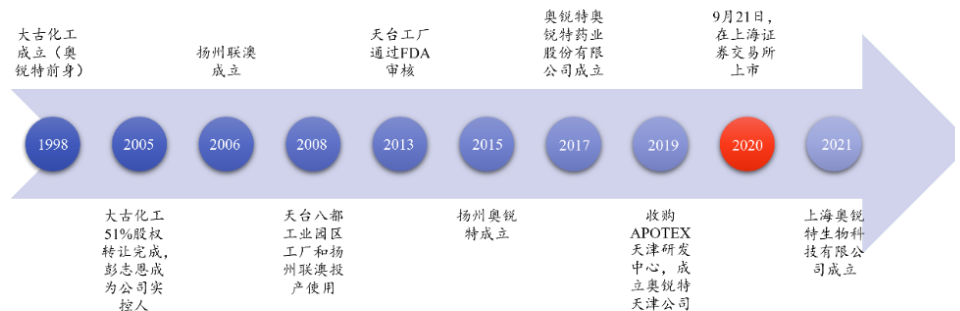 大古化工
成立（奥
锐特前身）
扬州联澳
成立
天台工厂
通过FDA
审核
奥锐特奥
锐特药业
股份有限
公司成立
9月21日，
在上海证
券交易所
上市
1998
2005
2006
2008
2013
2015
2017
2019
2020
2021
大古化工
51%股权
转让完成，
彭志恩成
为公司实
控人
天台八都
工业园区
工厂和扬
州联澳投
产使用
扬州奥锐
特成立
收购
APOTEX
天津研发
中心，成
立奥锐特
天津公司
上海奥锐
特生物科
技有限公
司成立